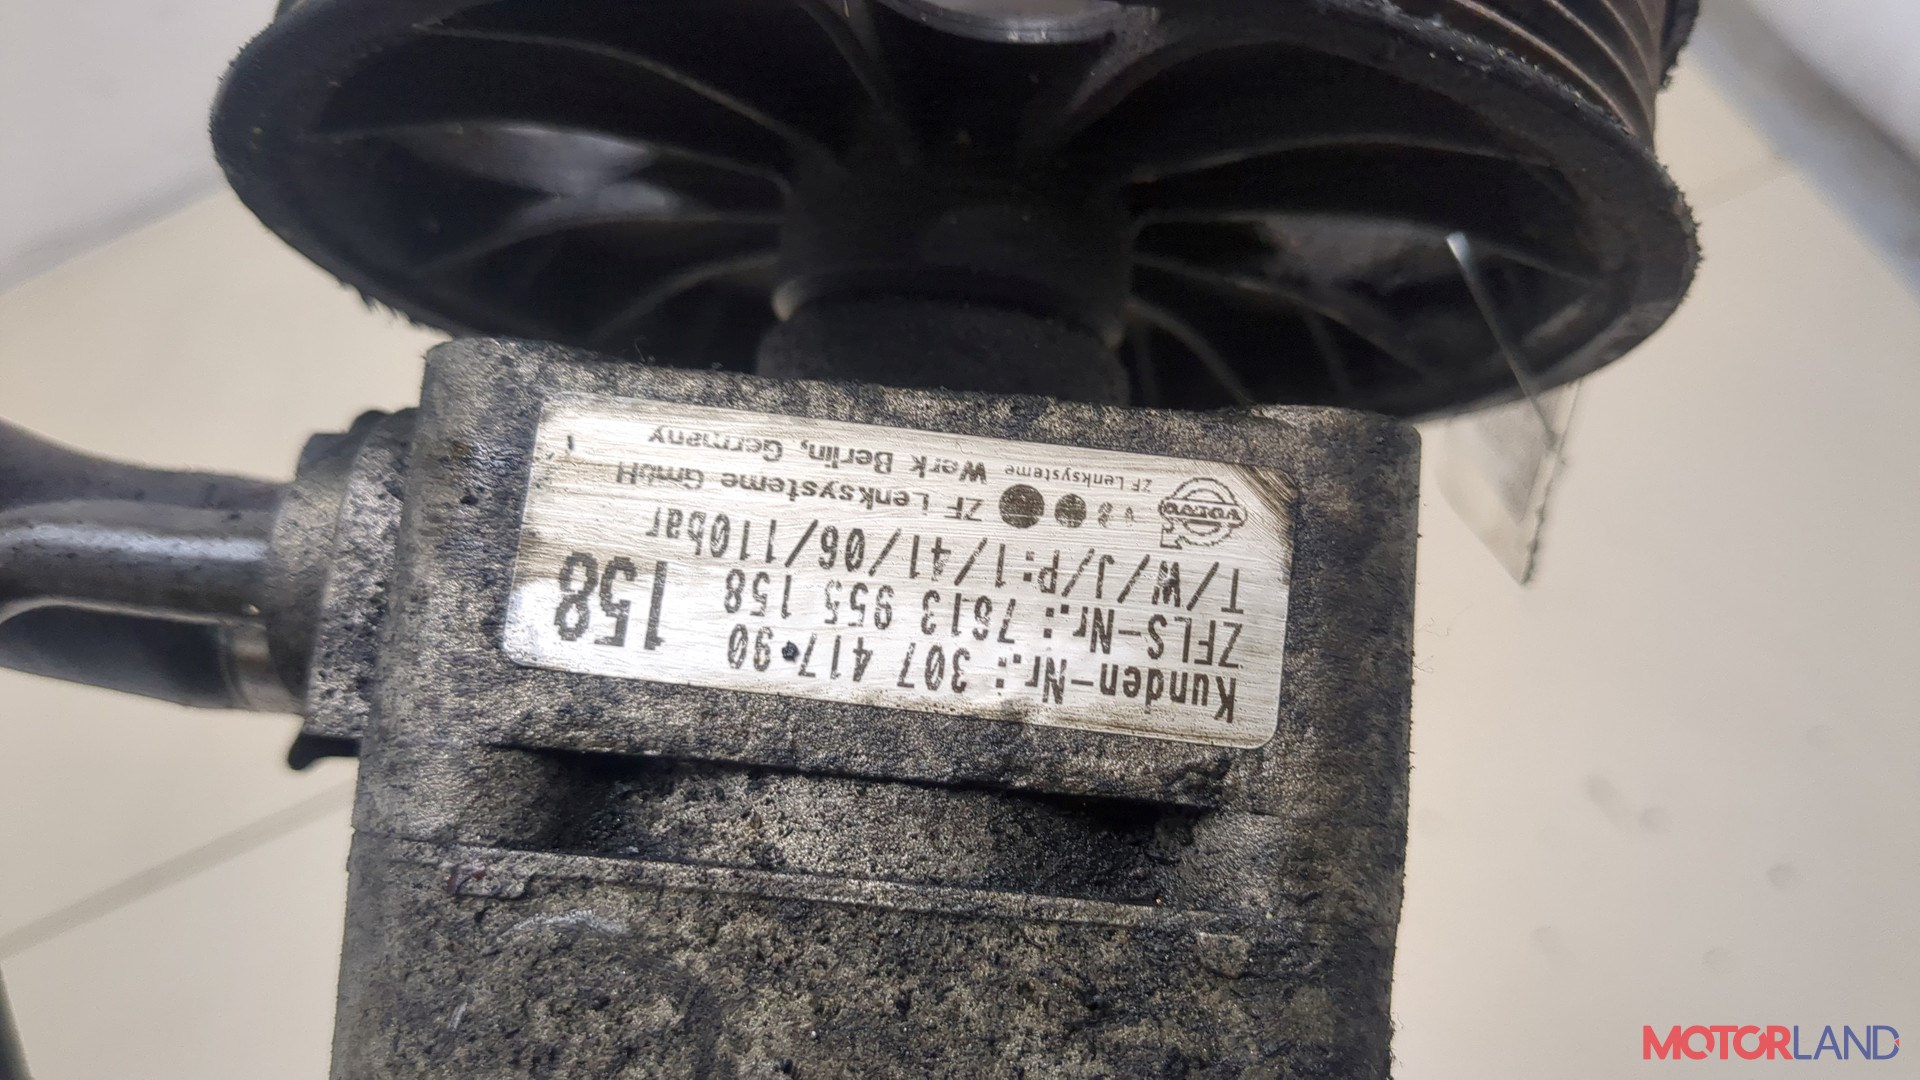 Kunden-Nr.: 307 417•90
ZFLS-Nr.: 7613 955 158
158
T/W/J/P:1/41/06/110bar
VOLVO
ZF Lenksysteme GmbH
ZF Lenksysteme Werk Berlin, Germany
MOTORLAND